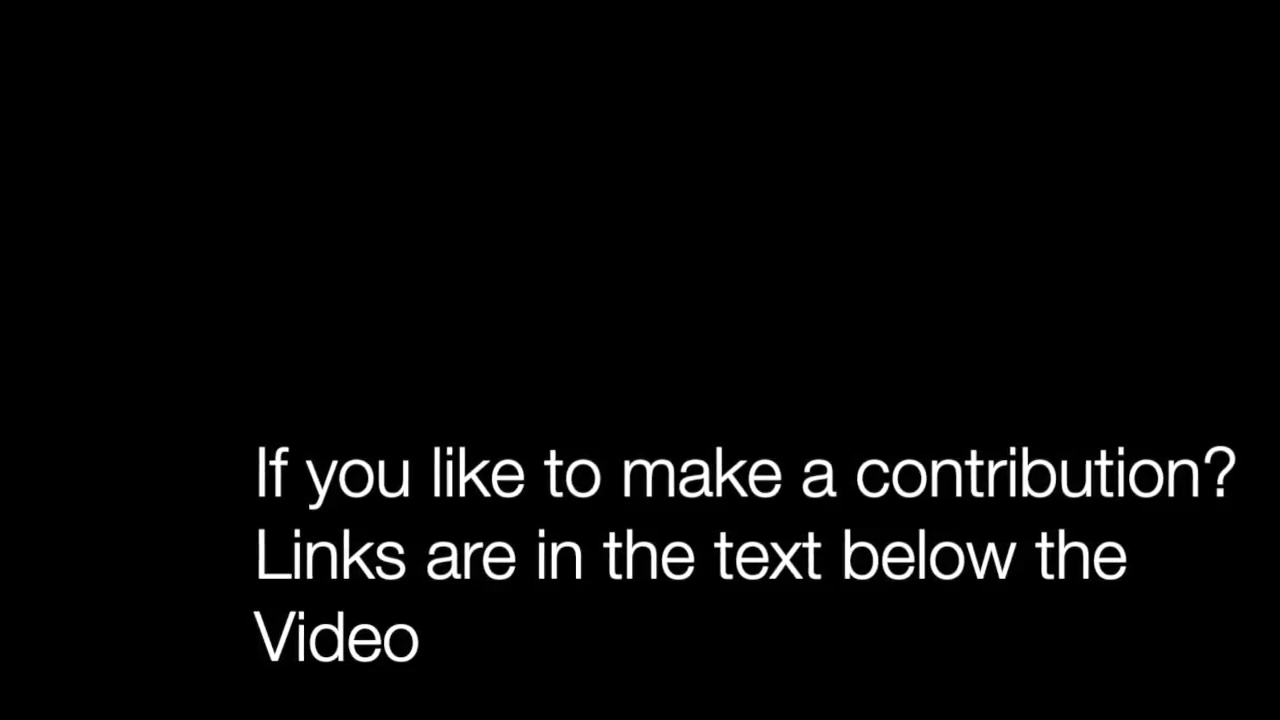 If you like to make a contribution?
Links are in the text below the
Video